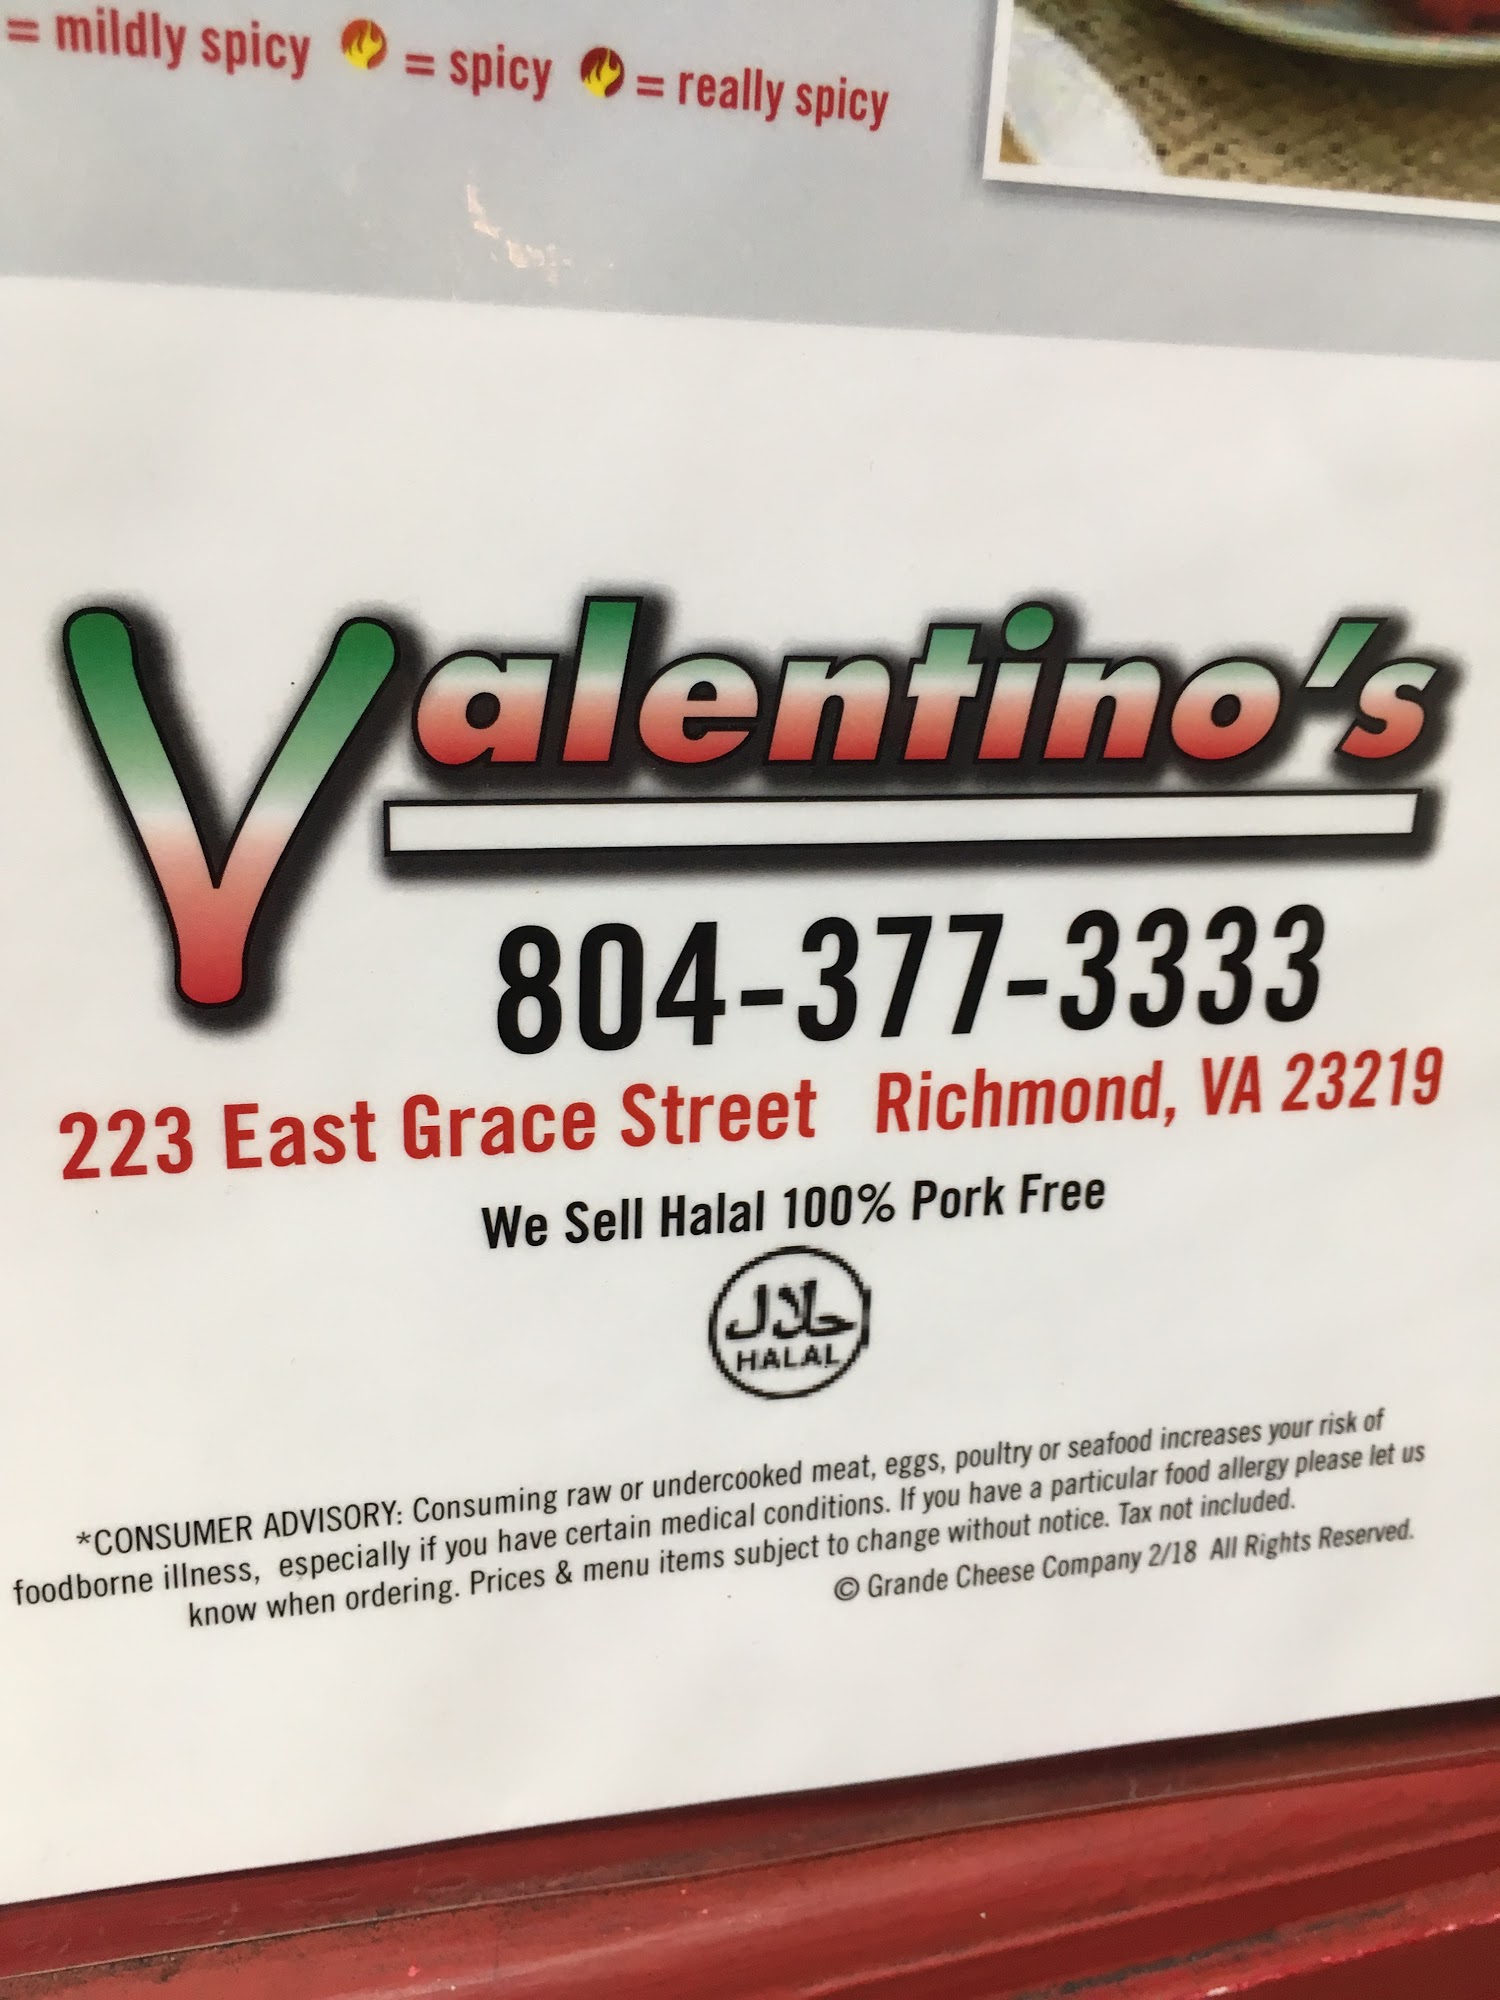 = mildly spicy = spicy = really spicy
Valentino's
804-377-3333
223 East Grace Street Richmond, VA 23219
We Sell Halal 100% Pork Free
حلال
HALAL
*CONSUMER ADVISORY: Consuming raw or undercooked meat, eggs, poultry or seafood increases your risk of
foodborne illness, especially if you have certain medical conditions. If you have a particular food allergy please let us
know when ordering. Prices & menu items subject to change without notice. Tax not included.
© Grande Cheese Company 2/18 All Rights Reserved.